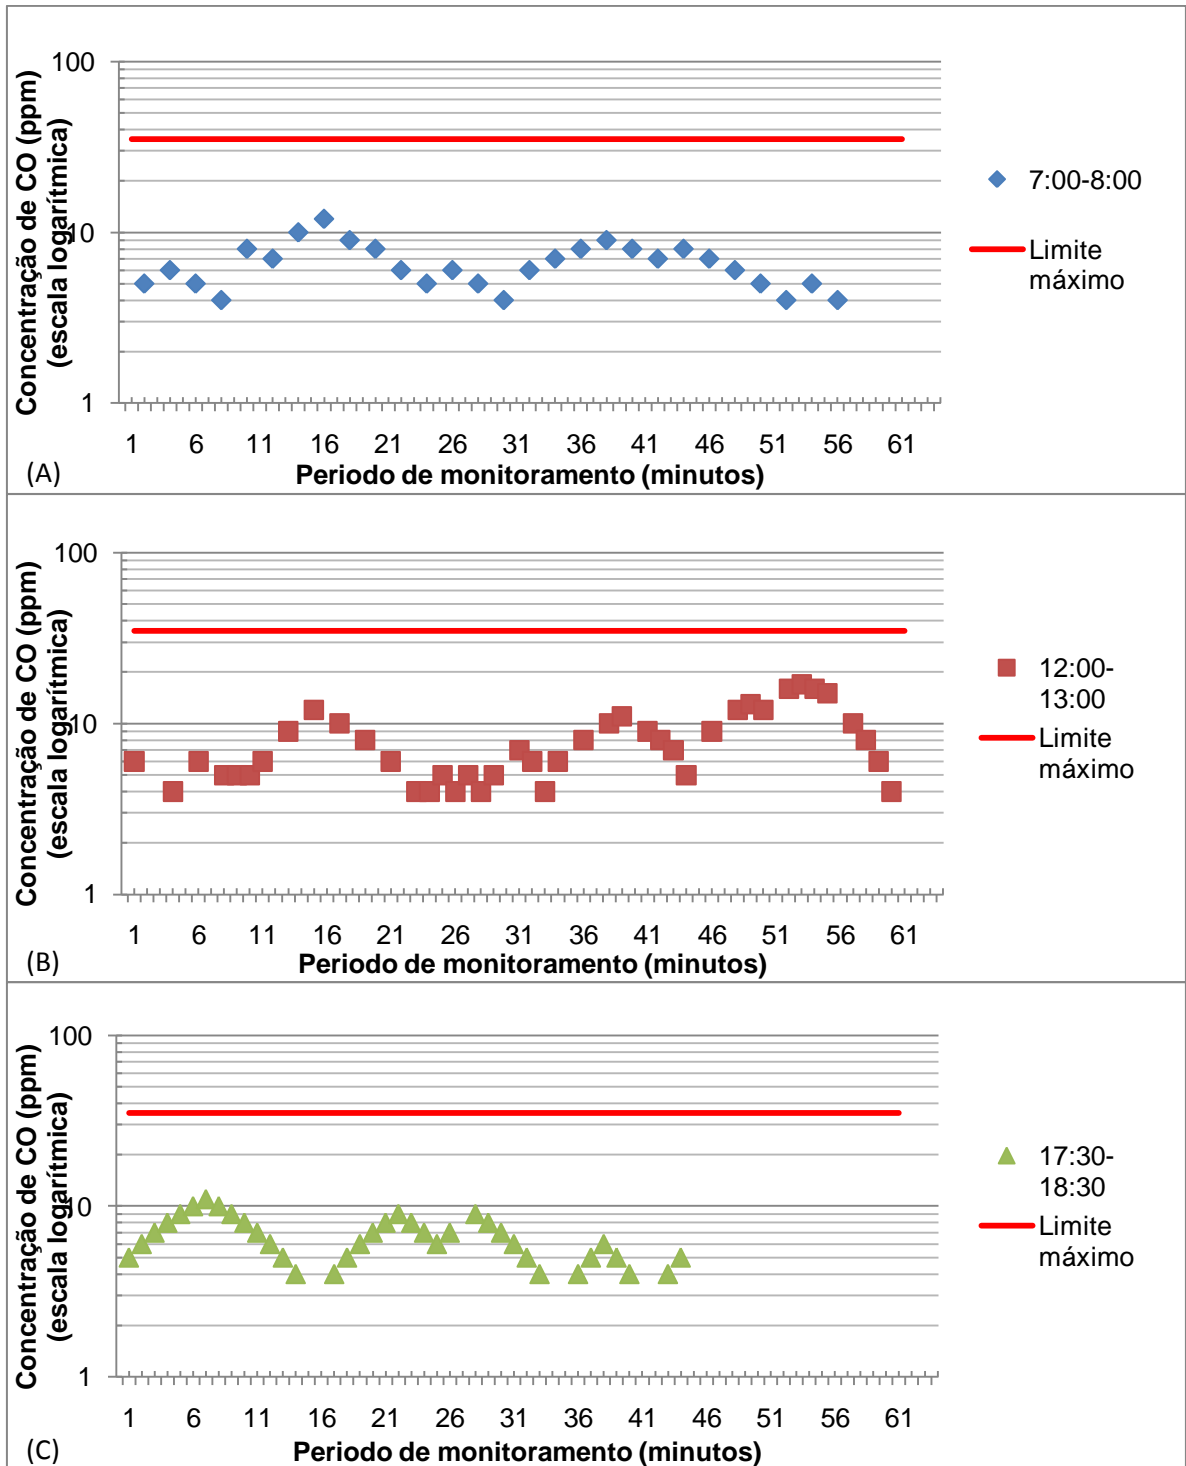 Concentração de CO (ppm)
(escala logarítmica)
100
10
1
1 6 11 16 21 26 31 36 41 46 51 56 61
Periodo de monitoramento (minutos)
7:00-8:00
Limite
máximo
(A)
Concentração de CO (ppm)
(escala logarítmica)
100
10
1
1 6 11 16 21 26 31 36 41 46 51 56 61
Periodo de monitoramento (minutos)
12:00-
13:00
Limite
máximo
(B)
Concentração de CO (ppm)
(escala logarítmica)
100
10
1
1 6 11 16 21 26 31 36 41 46 51 56 61
Periodo de monitoramento (minutos)
17:30-
18:30
Limite
máximo
(C)